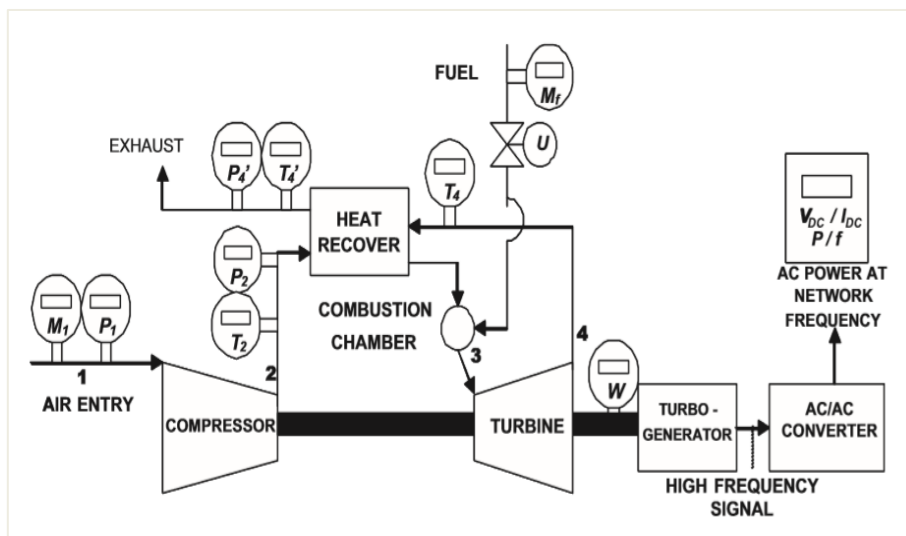 FUEL
Mf
U
EXHAUST
P4'
T4'
T4
HEAT
RECOVER
VDC / IDC
P / f
AC POWER AT
NETWORK
FREQUENCY
P2
T2
COMBUSTION
CHAMBER
M1
P1
1
2
3
4
AIR ENTRY
W
COMPRESSOR
TURBINE
TURBO -
GENERATOR
AC/AC
CONVERTER
HIGH FREQUENCY
SIGNAL